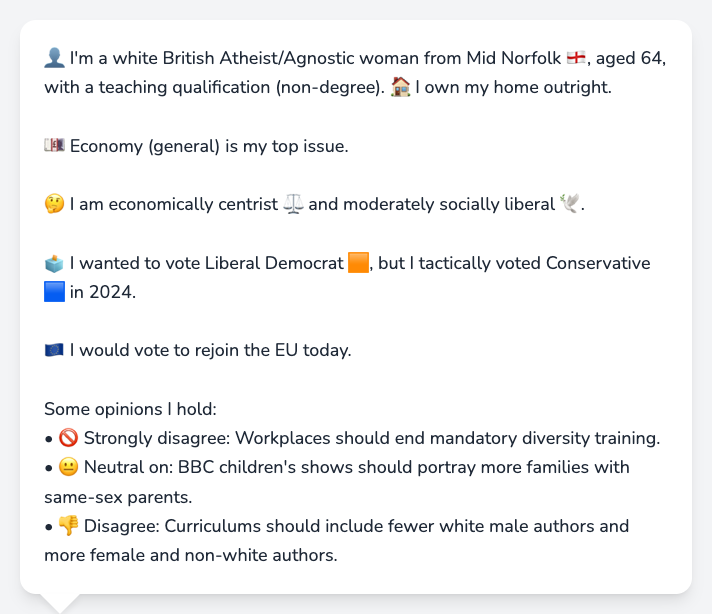 👤 I'm a white British Atheist/Agnostic woman from Mid Norfolk 🏴󠁧󠁢󠁥󠁮󠁧󠁿, aged 64,
with a teaching qualification (non-degree). 🏠 I own my home outright.
💷 Economy (general) is my top issue.
🤔 I am economically centrist ⚖️ and moderately socially liberal 🕊️.
🗳️ I wanted to vote Liberal Democrat 🟧, but I tactically voted Conservative
🟦 in 2024.
🇪🇺 I would vote to rejoin the EU today.
Some opinions I hold:
• 🚫 Strongly disagree: Workplaces should end mandatory diversity training.
• 😐 Neutral on: BBC children's shows should portray more families with
same-sex parents.
• 👎 Disagree: Curriculums should include fewer white male authors and
more female and non-white authors.